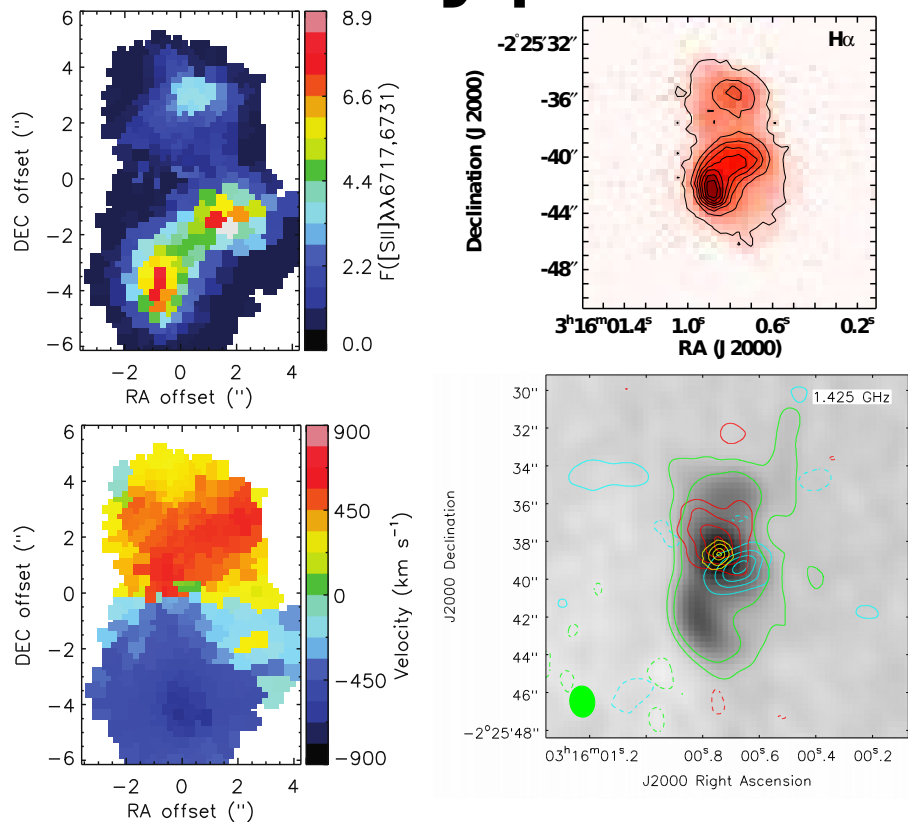 8.9
6.6
4.4
2.2
0.0
F([SII]λλ6717,6731)
6
4
2
0
−2
−4
−6
DEC offset ('')
−2 0 2 4
RA offset ('')
Hα
-2°25′32″
-36″
-40″
-44″
-48″
Declination (J2000)
3ʰ16ᵐ01.4ˢ 1.0ˢ 0.6ˢ 0.2ˢ
RA (J2000)
900
450
0
−450
−900
Velocity (km s⁻¹)
6
4
2
0
−2
−4
−6
DEC offset ('')
−2 0 2 4
RA offset ('')
1.425 GHz
30''
32''
34''
36''
38''
40''
42''
44''
46''
−2°25'48''
J2000 Declination
03ʰ16ᵐ01ˢ.2 00ˢ.8 00ˢ.6 00ˢ.4 00ˢ.2
J2000 Right Ascension